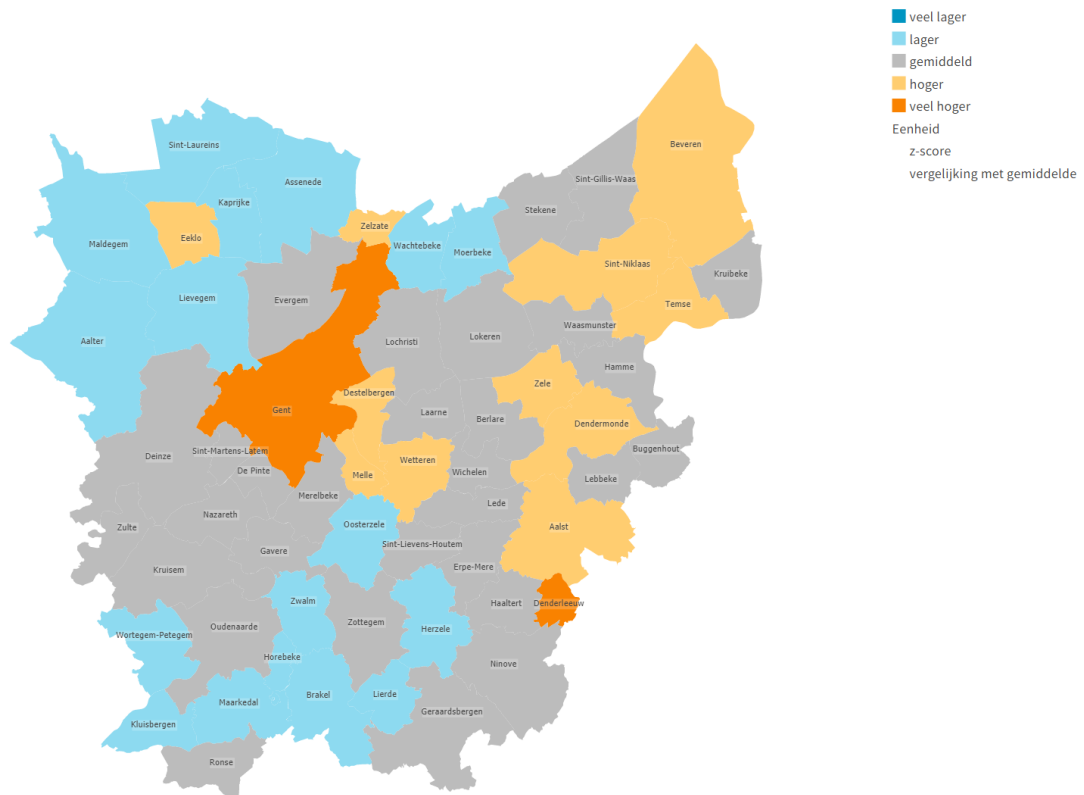 veel lager
lager
gemiddeld
hoger
veel hoger
Eenheid
z-score
vergelijking met gemiddelde
Sint-Laureins
Beveren
Assenede
Sint-Gillis-Waas
Kaprijke
Stekene
Zelzate
Eeklo
Maldegem
Wachtebeke
Moerbeke
Sint-Niklaas
Kruibeke
Lievegem
Evergem
Temse
Waasmunster
Lokeren
Aalter
Lochristi
Hamme
Zele
Destelbergen
Gent
Laarne
Berlare
Dendermonde
Buggenhout
Sint-Martens-Latem
Deinze
Wetteren
De Pinte
Melle
Wichelen
Lebbeke
Merelbeke
Lede
Nazareth
Oosterzele
Zulte
Aalst
Sint-Lievens-Houtem
Gavere
Erpe-Mere
Kruisem
Zwalm
Haaltert
Denderleeuw
Zottegem
Oudenaarde
Herzele
Wortegem-Petegem
Horebeke
Ninove
Brakel
Lierde
Maarkedal
Geraardsbergen
Kluisbergen
Ronse